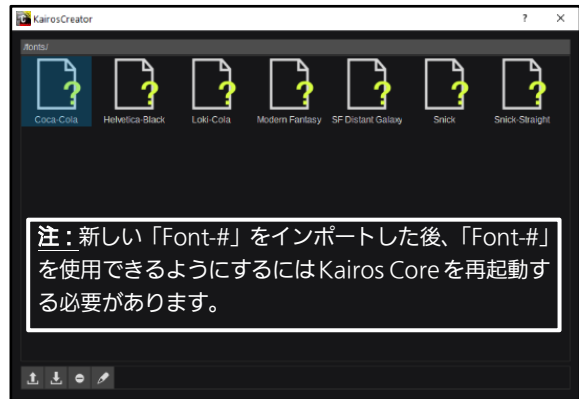 KairosCreator
/fonts/
Coca-Cola Helvetica-Black Loki-Cola Modern Fantasy SF Distant Galaxy Snick Snick-Straight
注：新しい「Font-#」をインポートした後、「Font-#」
を使用できるようにするにはKairos Coreを再起動す
る必要があります。